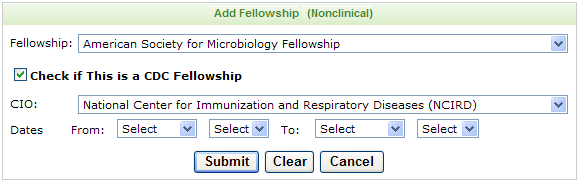 Add Fellowship (Nonclinical)
Fellowship: American Society for Microbiology Fellowship
Check if This is a CDC Fellowship
CIO: National Center for Immunization and Respiratory Diseases (NCIRD)
Dates From: Select Select To: Select Select
Submit Clear Cancel